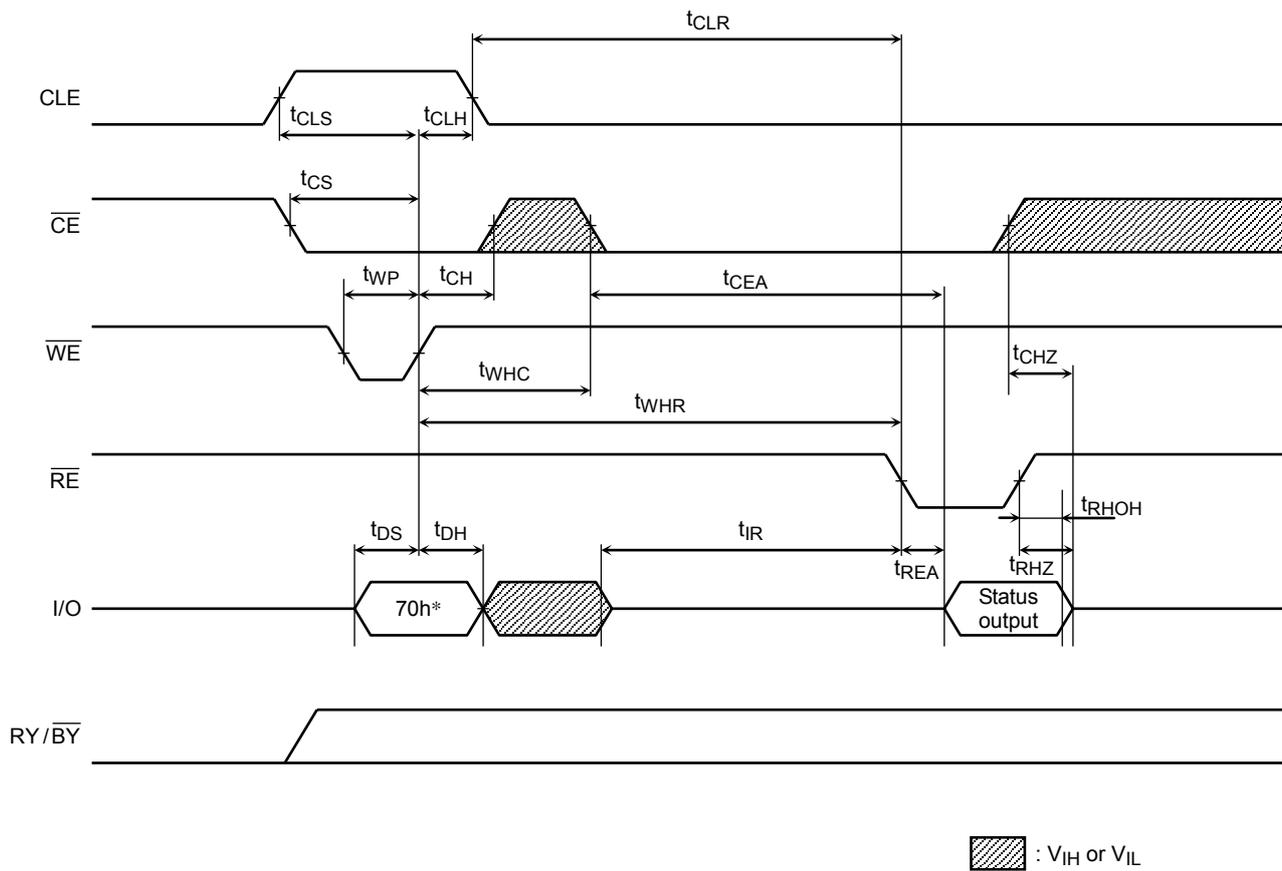 tCLR
CLE
tCLS tCLH
tCS
CE
tWP tCH tCEA
WE
tCHZ
tWHC
tWHR
RE
tRHOH
tDS tDH tIR
tREA tRHZ
I/O 70h* Status output
RY/BY
: VIH or VIL